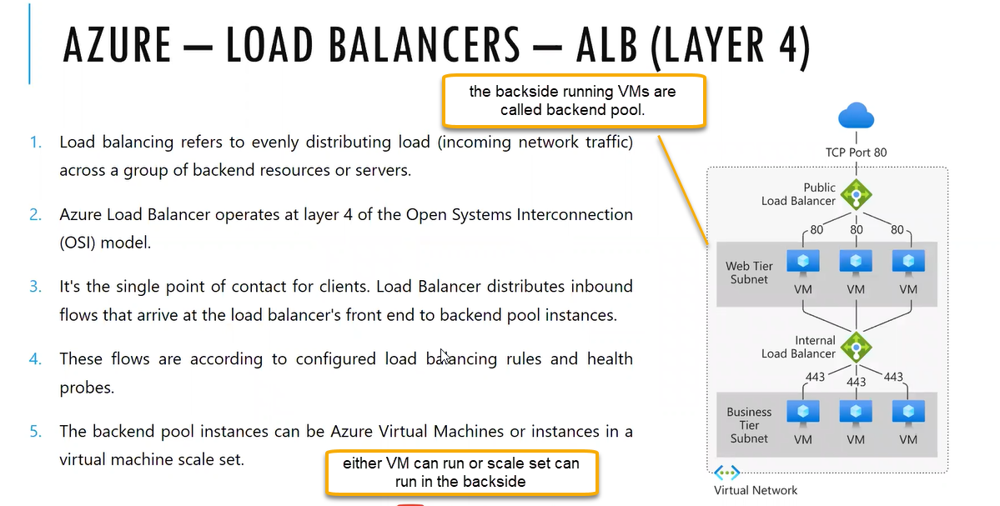 AZURE – LOAD BALANCERS – ALB (LAYER 4)
the backside running VMs are
called backend pool.
1. Load balancing refers to evenly distributing load (incoming network traffic)
across a group of backend resources or servers.
2. Azure Load Balancer operates at layer 4 of the Open Systems Interconnection
(OSI) model.
3. It's the single point of contact for clients. Load Balancer distributes inbound
flows that arrive at the load balancer's front end to backend pool instances.
4. These flows are according to configured load balancing rules and health
probes.
5. The backend pool instances can be Azure Virtual Machines or instances in a
virtual machine scale set.
either VM can run or scale set can
run in the backside
TCP Port 80
Public
Load Balancer
80 80 80
Web Tier
Subnet
VM VM VM
Internal
Load Balancer
443 443 443
Business
Tier
Subnet
VM VM VM
Virtual Network